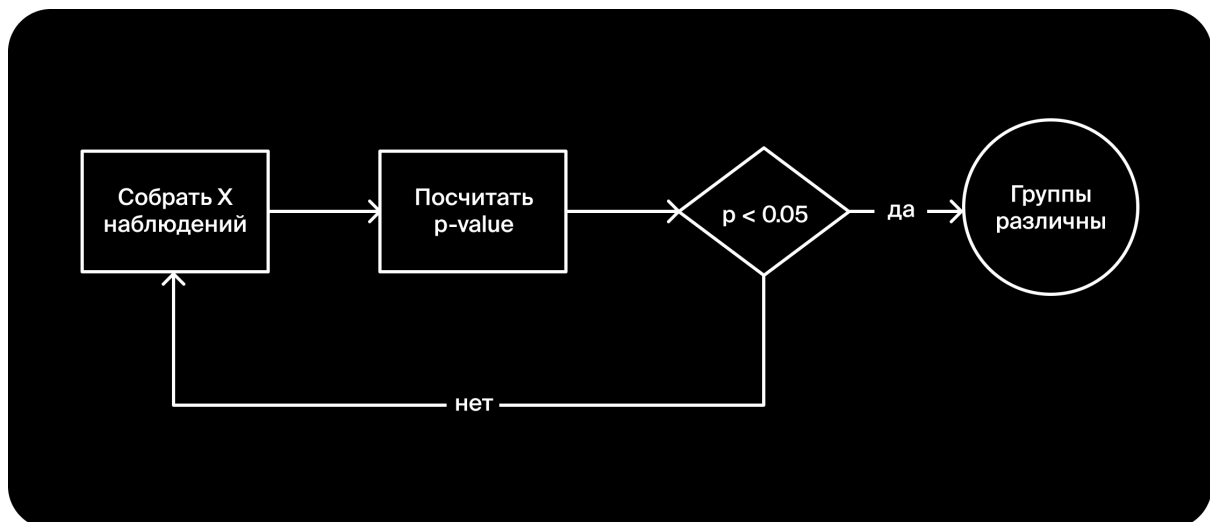 Собрать X
наблюдений
Посчитать
p-value
p < 0.05
да
Группы
различны
нет